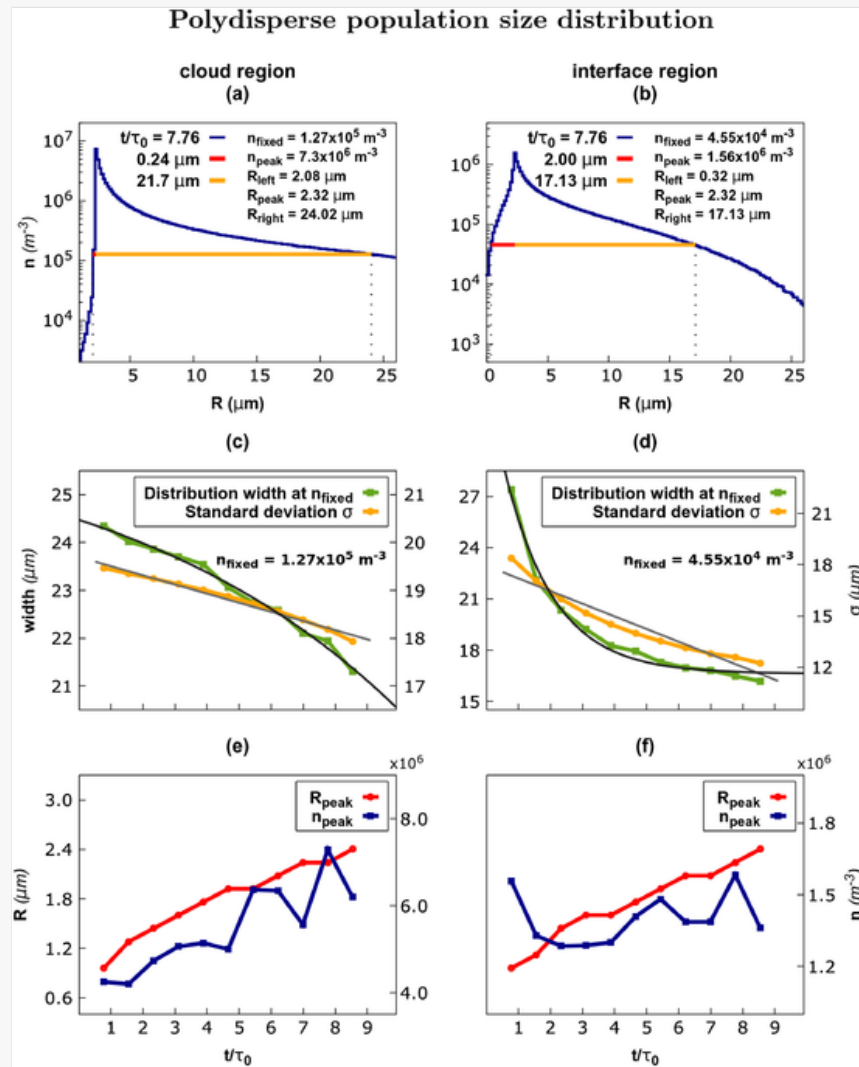 Polydisperse population size distribution
cloud region
(a)
interface region
(b)
10⁷
10⁶
10⁵
10⁴
n (m⁻³)
t/τ₀ = 7.76
0.24 μm
21.7 μm
n_fixed = 1.27x10⁵ m⁻³
n_peak = 7.3x10⁶ m⁻³
R_left = 2.08 μm
R_peak = 2.32 μm
R_right = 24.02 μm
5 10 15 20 25
R (μm)
10⁶
10⁵
10⁴
10³
t/τ₀ = 7.76
2.00 μm
17.13 μm
n_fixed = 4.55x10⁴ m⁻³
n_peak = 1.56x10⁶ m⁻³
R_left = 0.32 μm
R_peak = 2.32 μm
R_right = 17.13 μm
0 5 10 15 20 25
R (μm)
(c)
25
24
23
22
21
width (μm)
Distribution width at n_fixed
Standard deviation σ
n_fixed = 1.27x10⁵ m⁻³
21
20
19
18
17
(d)
27
24
21
18
15
Distribution width at n_fixed
Standard deviation σ
n_fixed = 4.55x10⁴ m⁻³
21
18
15
12
σ (μm)
(e)
x10⁶
3.0
2.4
1.8
1.2
0.6
R (μm)
R_peak
n_peak
8.0
6.0
4.0
1 2 3 4 5 6 7 8 9
t/τ₀
(f)
x10⁶
R_peak
n_peak
1.8
1.5
1.2
n (m⁻³)
1 2 3 4 5 6 7 8 9
t/τ₀